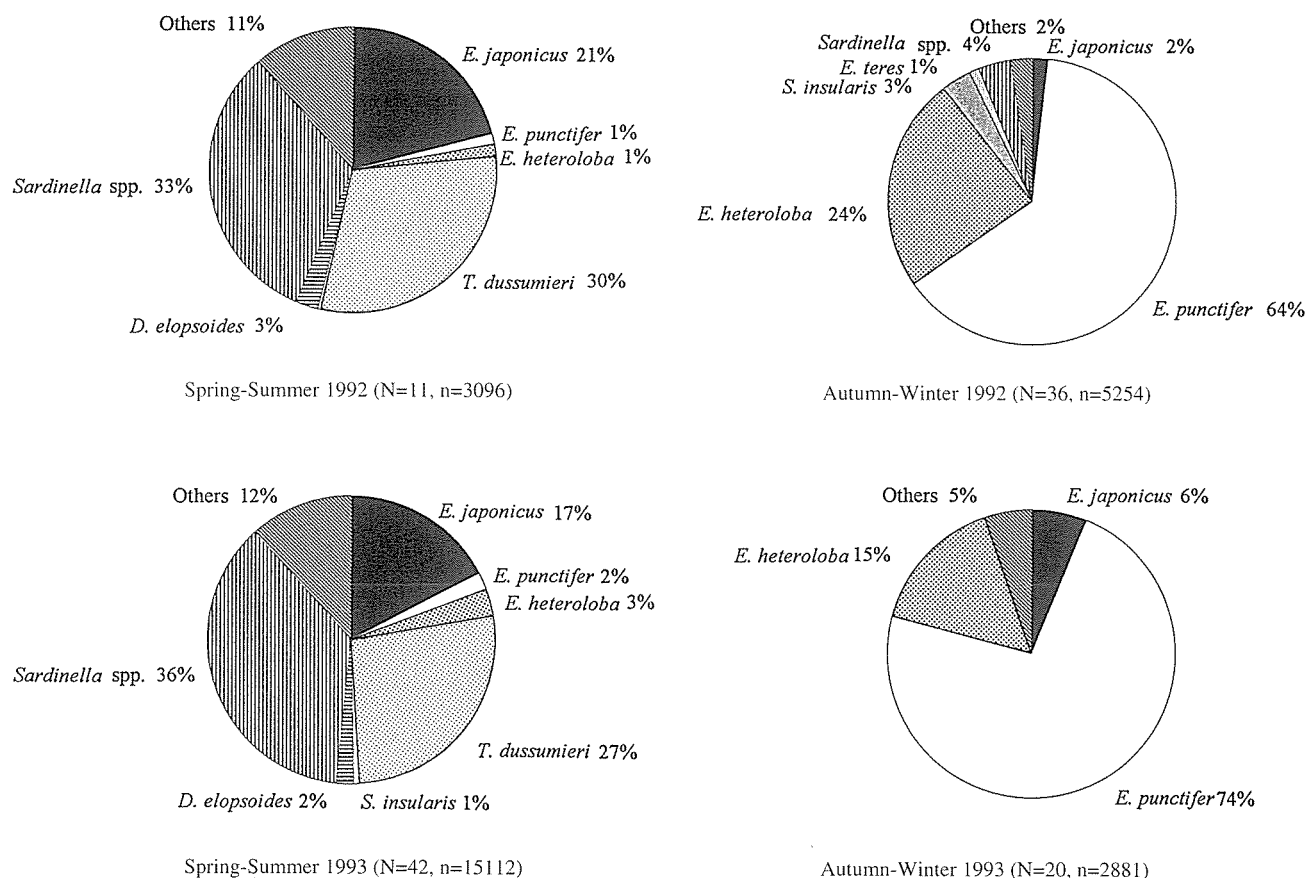 Others 11%
E. japonicus 21%
E. punctifer 1%
E. heteroloba 1%
Sardinella spp. 33%
T. dussumieri 30%
D. elopsoides 3%
Spring-Summer 1992 (N=11, n=3096)
Others 2%
Sardinella spp. 4%
E. japonicus 2%
E. teres 1%
S. insularis 3%
E. heteroloba 24%
E. punctifer 64%
Autumn-Winter 1992 (N=36, n=5254)
Others 12%
E. japonicus 17%
E. punctifer 2%
E. heteroloba 3%
Sardinella spp. 36%
T. dussumieri 27%
D. elopsoides 2%
S. insularis 1%
Spring-Summer 1993 (N=42, n=15112)
Others 5%
E. japonicus 6%
E. heteroloba 15%
E. punctifer 74%
Autumn-Winter 1993 (N=20, n=2881)